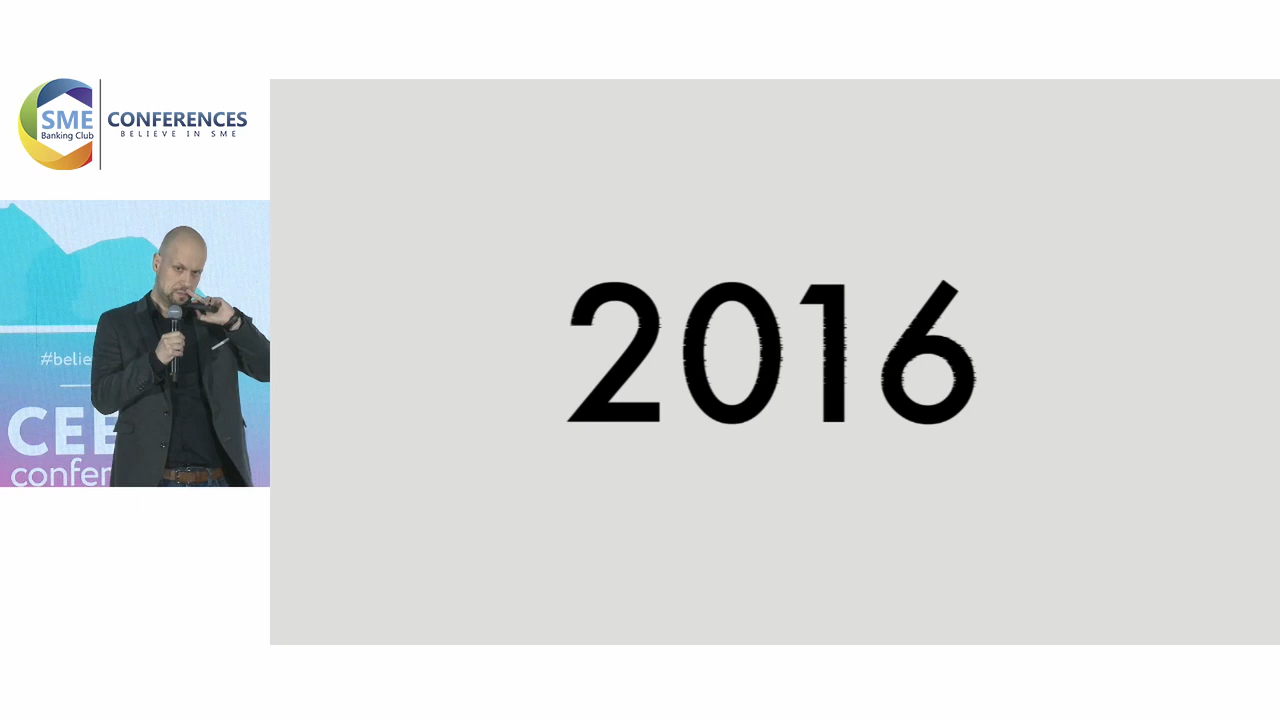 SME
Banking Club
CONFERENCES
BELIEVE IN SME
#belie
CEE
confer
2016